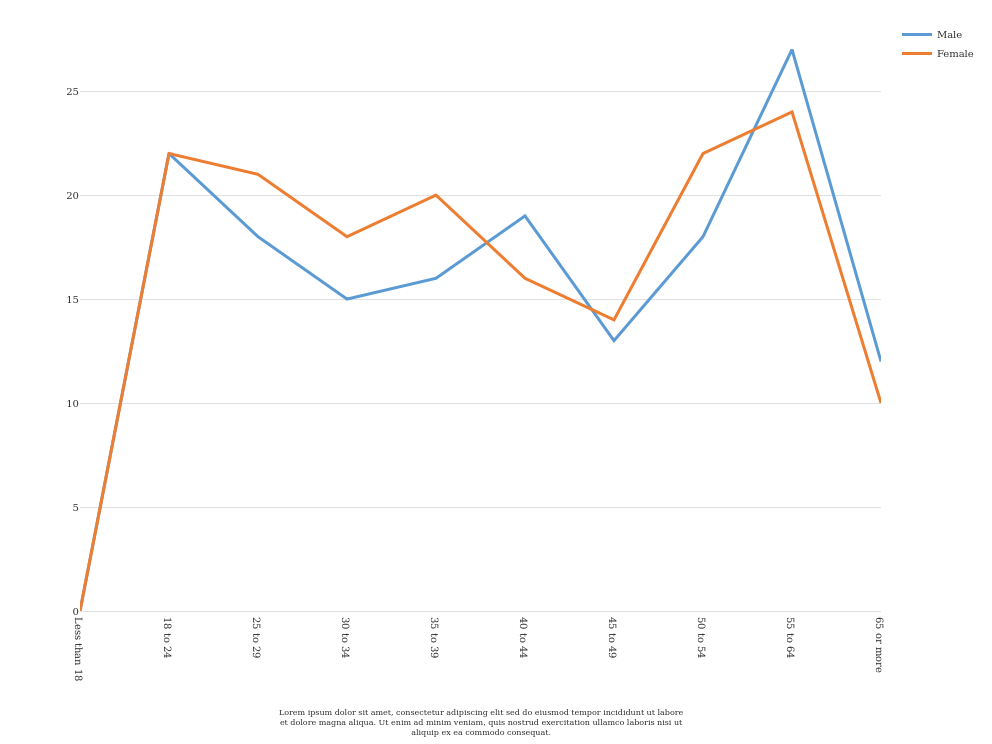 Male
Female
25
20
15
10
5
0
Less than 18
18 to 24
25 to 29
30 to 34
35 to 39
40 to 44
45 to 49
50 to 54
55 to 64
65 or more
Lorem ipsum dolor sit amet, consectetur adipiscing elit sed do eiusmod tempor incididunt ut labore
et dolore magna aliqua. Ut enim ad minim veniam, quis nostrud exercitation ullamco laboris nisi ut
aliquip ex ea commodo consequat.